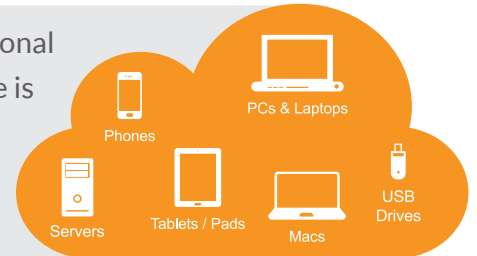 onal
e is
PCs & Laptops
Phones
USB
Drives
Servers
Tablets / Pads
Macs